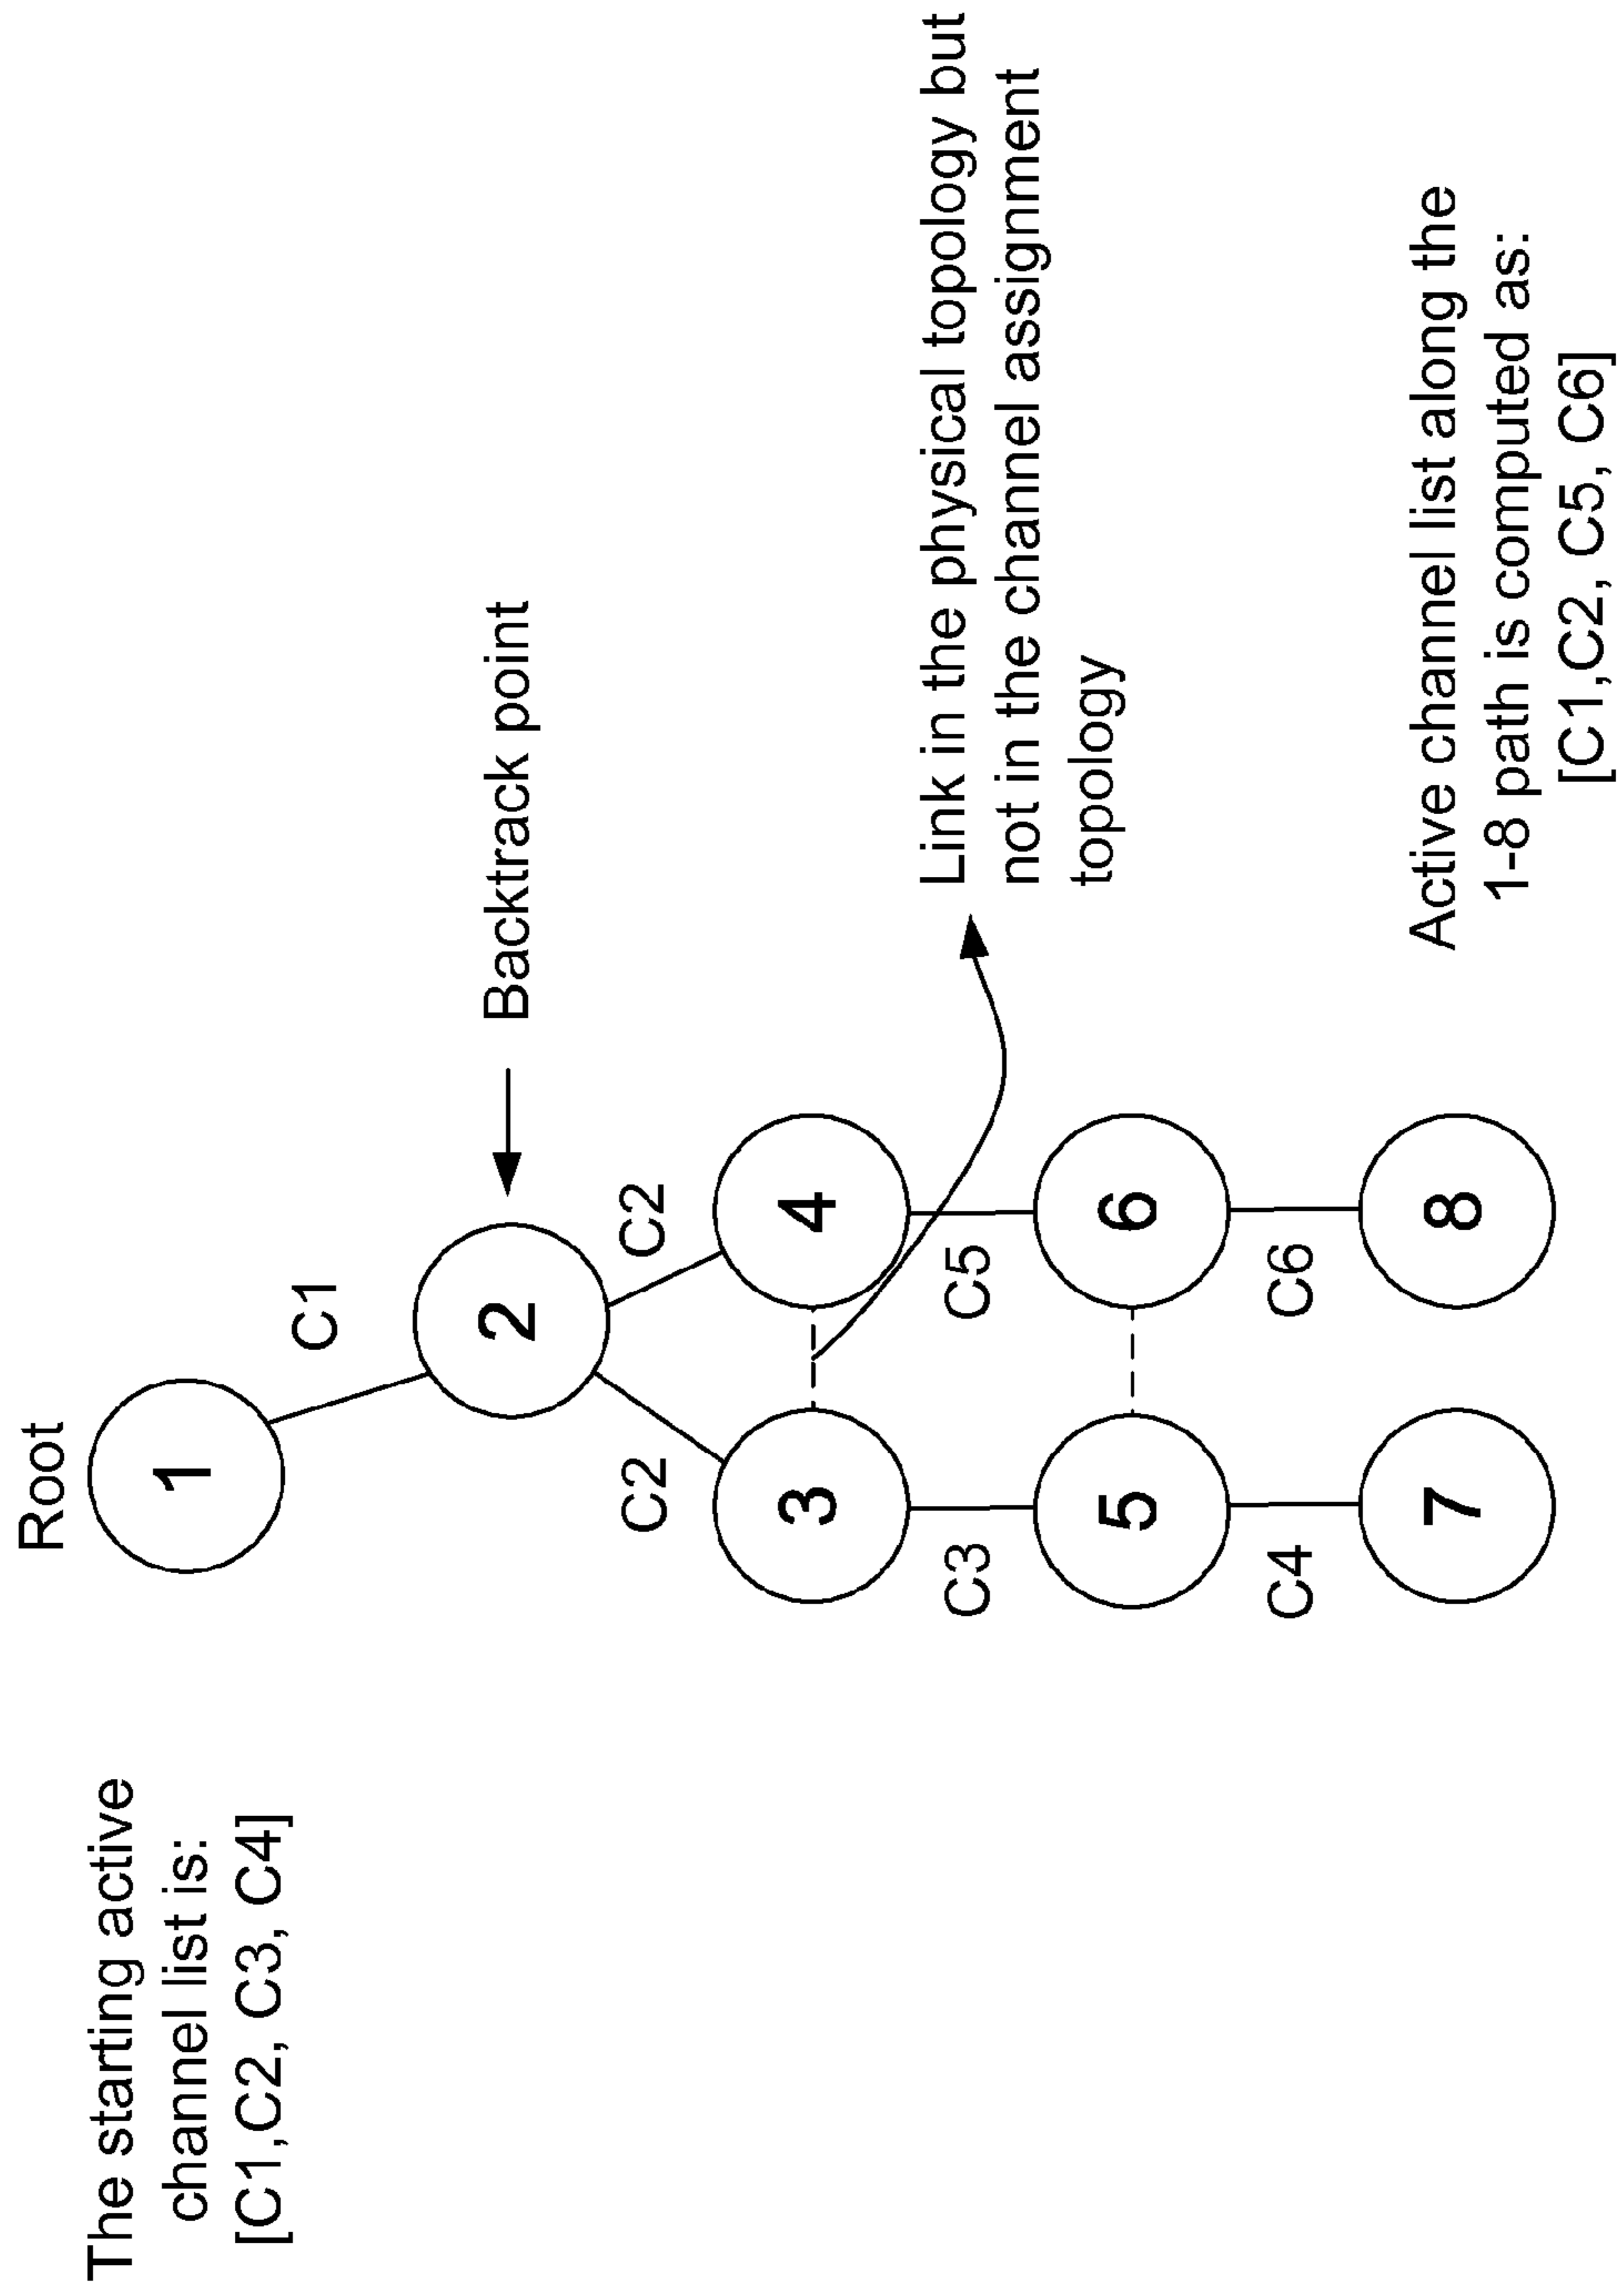 Root
The starting active
channel list is:
[C1,C2, C3, C4]
1
C1
2
Backtrack point
C2
C2
3
4
Link in the physical topology but
not in the channel assignment
topology
C3
C5
5
6
C4
C6
7
8
Active channel list along the
1-8 path is computed as:
[C1,C2, C5, C6]